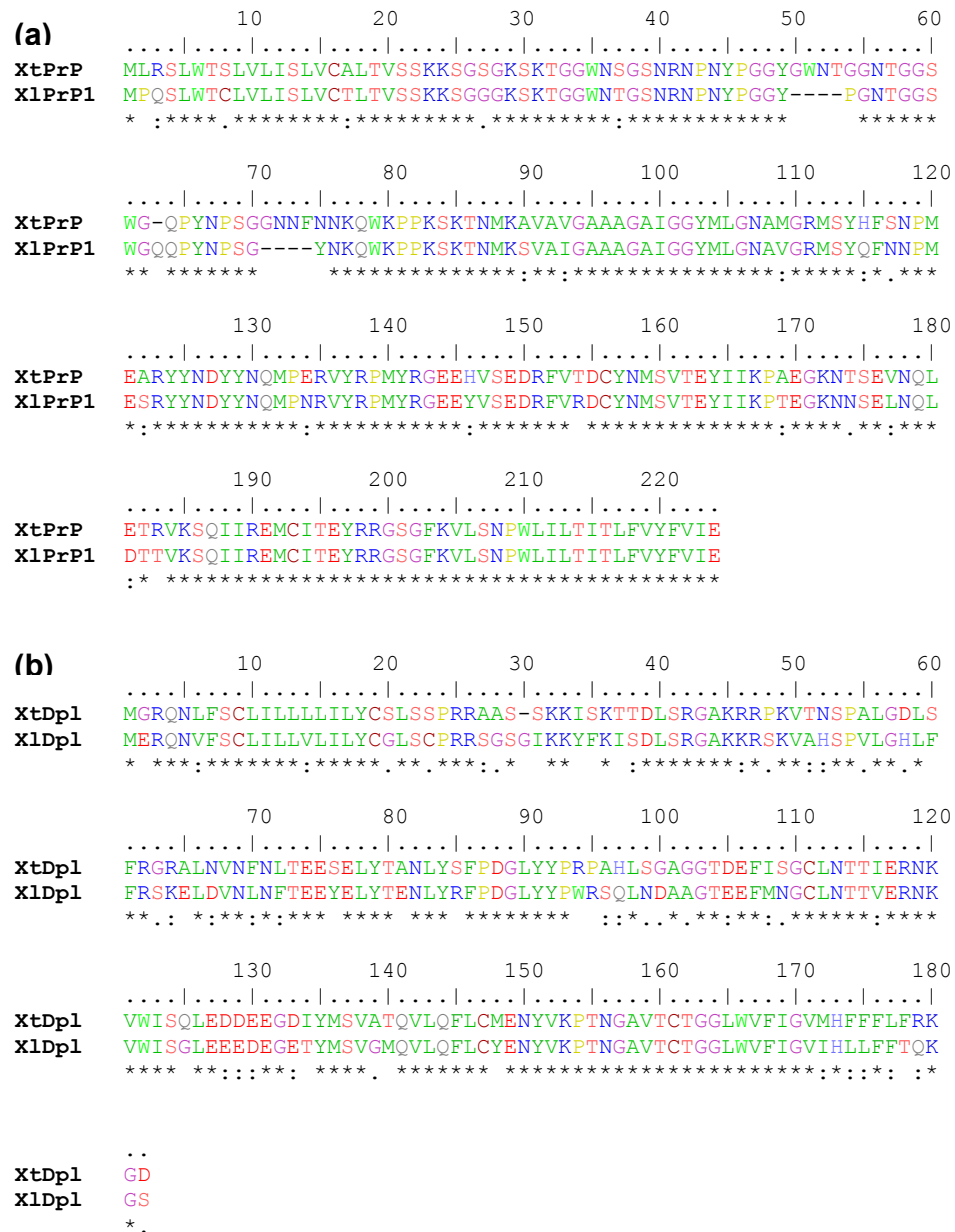 (a)
10 20 30 40 50 60
....|....|....|....|....|....|....|....|....|....|....|....|
XtPrP MLRSLWTSLVLISLVCALTVSSKKSGSGKSKTGGWNSGSNRNPNYPGGYGWNTGGNTGGS
XlPrP1 MPQSLWTCLVLISLVCTLTVSSKKSGGGKSKTGGWNTGSNRNPNYPGGY----PGNTGGS
* :****.********:*********.*********:************ ******
70 80 90 100 110 120
....|....|....|....|....|....|....|....|....|....|....|....|
XtPrP WG-QPYNPSGGNNFNNKQWKPPKSKTNMKAVAVGAAAGAIGGYMLGNAMGRMSYHFSNPM
XlPrP1 WGQQPYNPSG----YNKQWKPPKSKTNMKSVAIGAAAGAIGGYMLGNAVGRMSYQFNNPM
** ******* **************:**:***************:*****:*.***
130 140 150 160 170 180
....|....|....|....|....|....|....|....|....|....|....|....|
XtPrP EARYYNDYYNQMPERVYRPMYRGEEHVSEDRFVTDCYNMSVTEYIIKPAEGKNTSEVNQL
XlPrP1 ESRYYNDYYNQMPNRVYRPMYRGEEYVSEDRFVRDCYNMSVTEYIIKPTEGKNNSELNQL
*:***********:***********:******* **************:****.**:***
190 200 210 220
....|....|....|....|....|....|....|....|....
XtPrP ETRVKSQIIREMCITEYRRGSGFKVLSNPWLILTITLFVYFVIE
XlPrP1 DTTVKSQIIREMCITEYRRGSGFKVLSNPWLILTITLFVYFVIE
:* *****************************************
(b)
10 20 30 40 50 60
....|....|....|....|....|....|....|....|....|....|....|....|
XtDpl MGRQNLFSCLILLLLILYCSLSSPRRAAS-SKKISKTTDLSRGAKRRPKVTNSPALGDLS
XlDpl MERQNVFSCLILLVLILYCGLSCPRRSGSGIKKYFKISDLSRGAKKRSKVAHSPVLGHLF
* ***:*******:*****.**.***:.* ** * :*******:*.**::**.**.*
70 80 90 100 110 120
....|....|....|....|....|....|....|....|....|....|....|....|
XtDpl FRGRALNVNFNLTEESELYTANLYSFPDGLYYPRPAHLSGAGGTDEFISGCLNTTIERNK
XlDpl FRSKELDVNLNFTEEYELYTENLYRFPDGLYYPWRSQLNDAAGTEEFMNGCLNTTVERNK
**.: *:**:*:*** **** *** ******** ::*..*.**:**:.******:****
130 140 150 160 170 180
....|....|....|....|....|....|....|....|....|....|....|....|
XtDpl VWISQLEDDEEGDIYMSVATQVLQFLCMENYVKPTNGAVTCTGGLWVFIGVMHFFFLFRK
XlDpl VWISGLEEEDEGETYMSVGMQVLQFLCYENYVKPTNGAVTCTGGLWVFIGVIHLLFFTQK
**** **:::**: ****. ******* ***********************:*::*: :*
..
XtDpl GD
XlDpl GS
*.